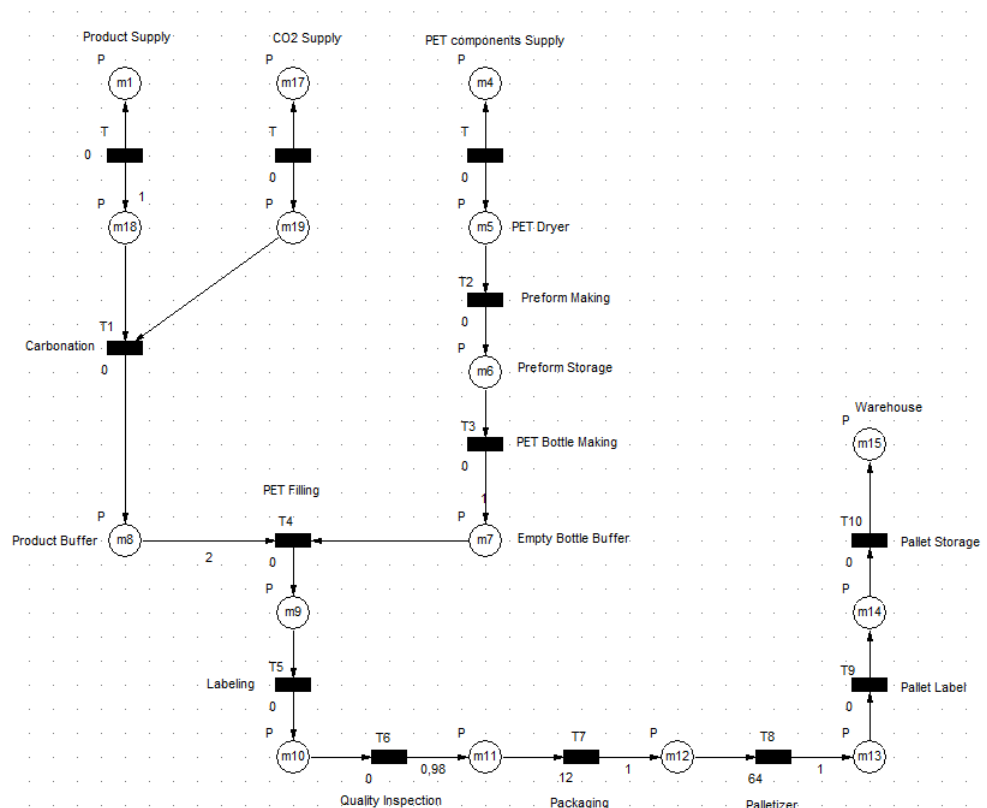 Product Supply
CO2 Supply
PET components Supply
P
P
P
m1
m17
m4
T
T
T
0
0
0
1
P
P
P
m18
m19
m5
PET Dryer
T2
Preform Making
0
T1
Carbonation
0
P
m6
Preform Storage
Warehouse
P
m15
T3
PET Bottle Making
0
1
PET Filling
P
T4
P
T10
Product Buffer
m8
m7
Empty Bottle Buffer
Pallet Storage
2
0
0
P
P
m9
m14
T5
T9
Labeling
Pallet Label
0
0
P
T6
P
T7
P
T8
P
m10
m11
m12
m13
0
0,98
12
1
64
1
Quality Inspection
Packaging
Palletizer